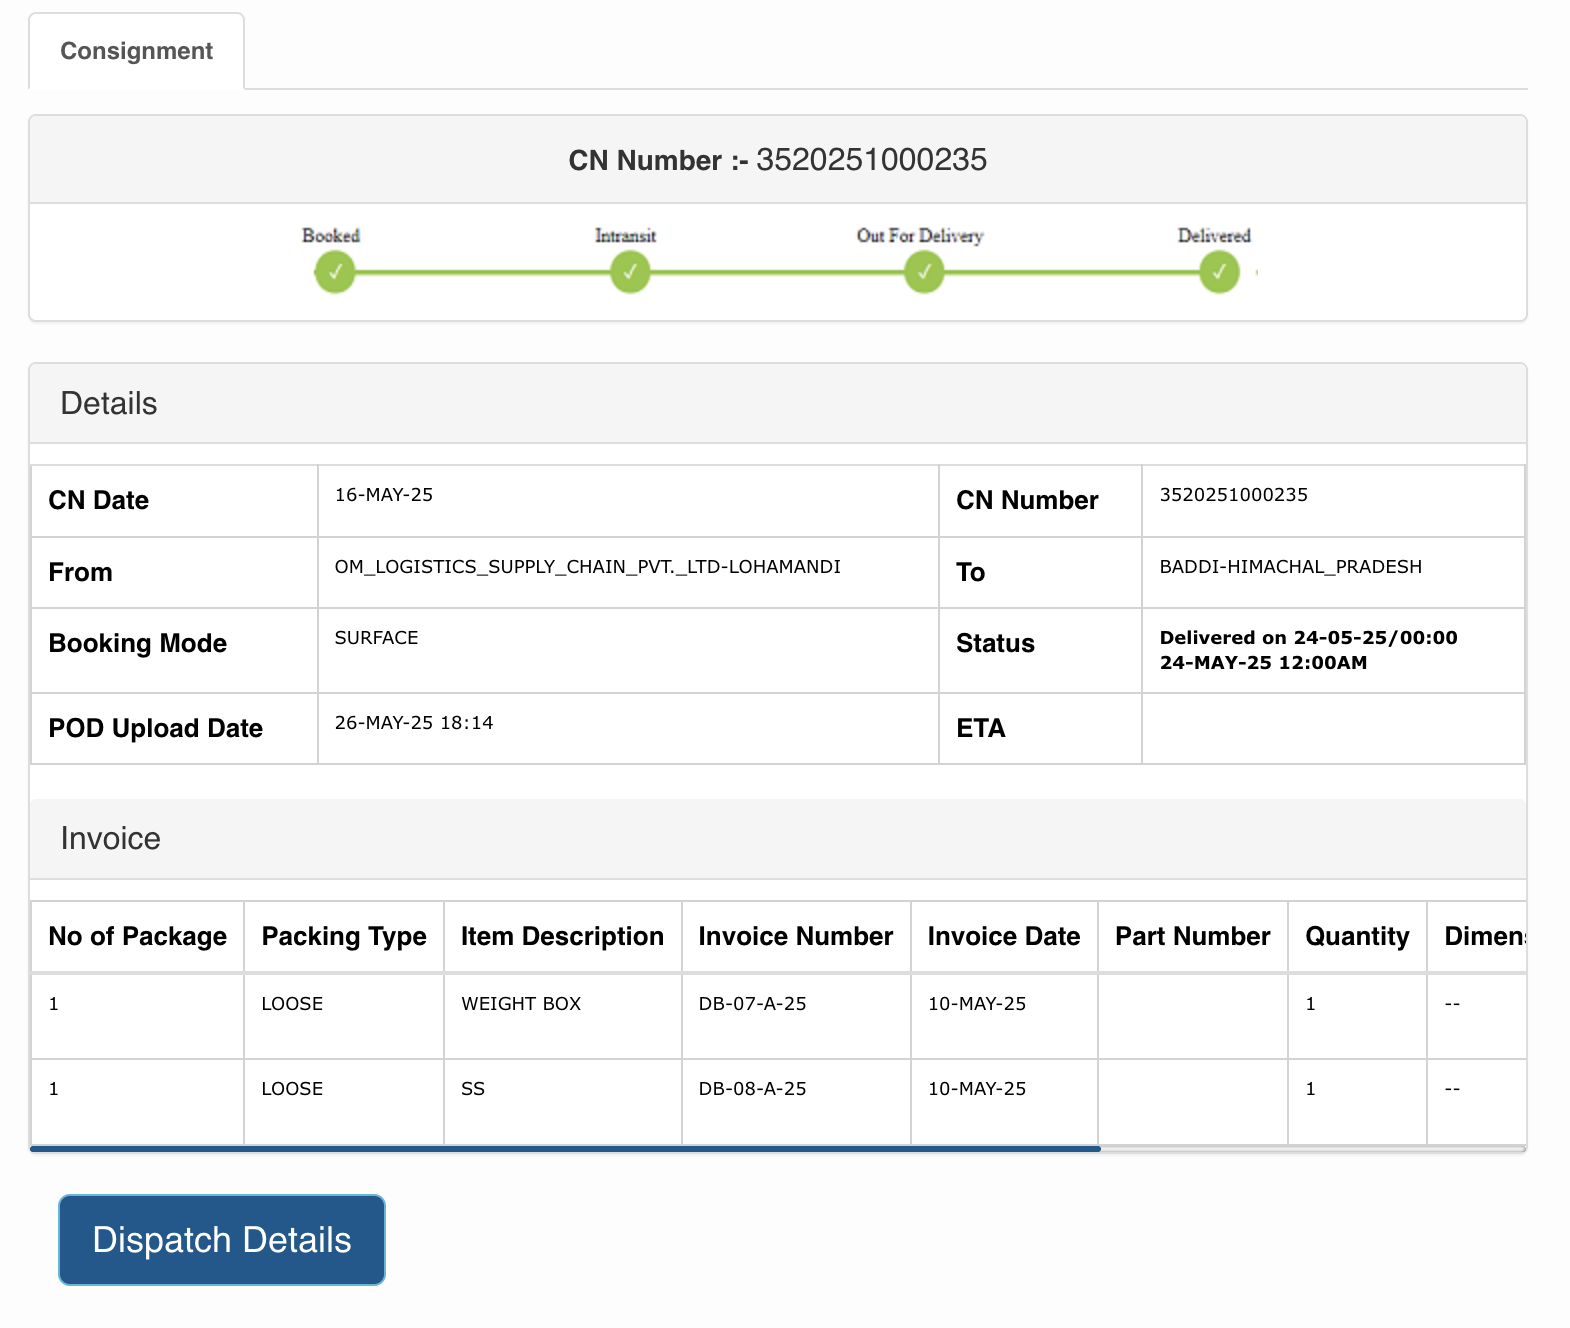 Consignment
CN Number :- 3520251000235
Booked Intransit Out For Delivery Delivered
Details
CN Date 16-MAY-25 CN Number 3520251000235
From OM_LOGISTICS_SUPPLY_CHAIN_PVT._LTD-LOHAMANDI To BADDI-HIMACHAL_PRADESH
Booking Mode SURFACE Status Delivered on 24-05-25/00:00
24-MAY-25 12:00AM
POD Upload Date 26-MAY-25 18:14 ETA
Invoice
No of Package Packing Type Item Description Invoice Number Invoice Date Part Number Quantity Dimens
1 LOOSE WEIGHT BOX DB-07-A-25 10-MAY-25 1 --
1 LOOSE SS DB-08-A-25 10-MAY-25 1 --
Dispatch Details